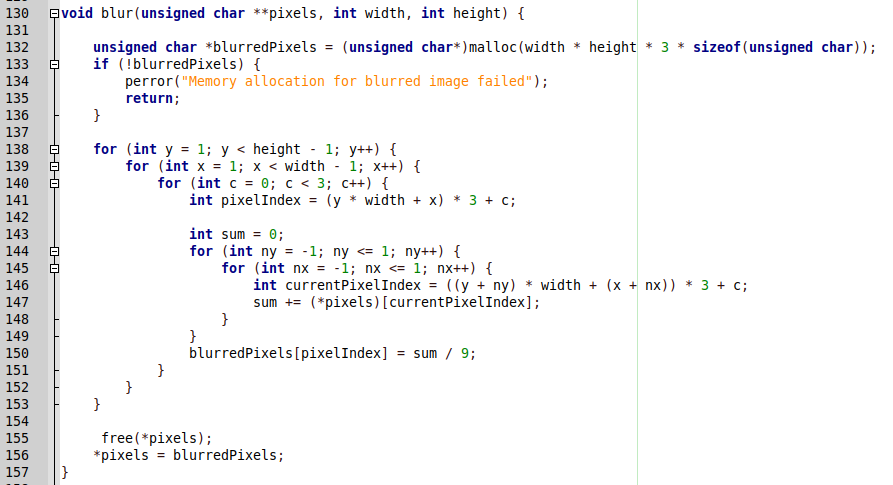 130 void blur(unsigned char **pixels, int width, int height) {
131
132     unsigned char *blurredPixels = (unsigned char*)malloc(width * height * 3 * sizeof(unsigned char));
133     if (!blurredPixels) {
134         perror("Memory allocation for blurred image failed");
135         return;
136     }
137
138     for (int y = 1; y < height - 1; y++) {
139         for (int x = 1; x < width - 1; x++) {
140             for (int c = 0; c < 3; c++) {
141                 int pixelIndex = (y * width + x) * 3 + c;
142
143                 int sum = 0;
144                 for (int ny = -1; ny <= 1; ny++) {
145                     for (int nx = -1; nx <= 1; nx++) {
146                         int currentPixelIndex = ((y + ny) * width + (x + nx)) * 3 + c;
147                         sum += (*pixels)[currentPixelIndex];
148                     }
149                 }
150                 blurredPixels[pixelIndex] = sum / 9;
151             }
152         }
153     }
154
155      free(*pixels);
156     *pixels = blurredPixels;
157 }